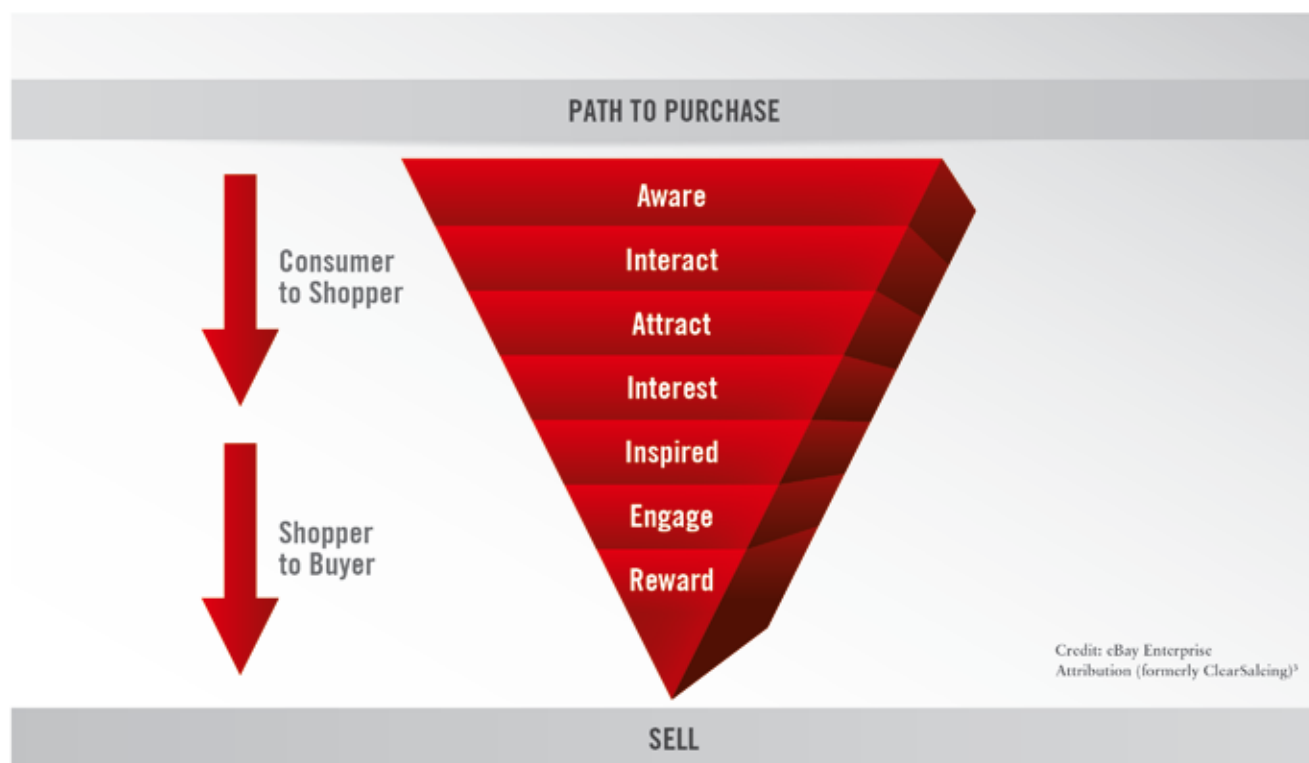 PATH TO PURCHASE
Aware
Interact
Consumer
to Shopper
Attract
Interest
Inspired
Engage
Shopper
to Buyer
Reward
Credit: eBay Enterprise
Attribution (formerly ClearSaleing)³
SELL